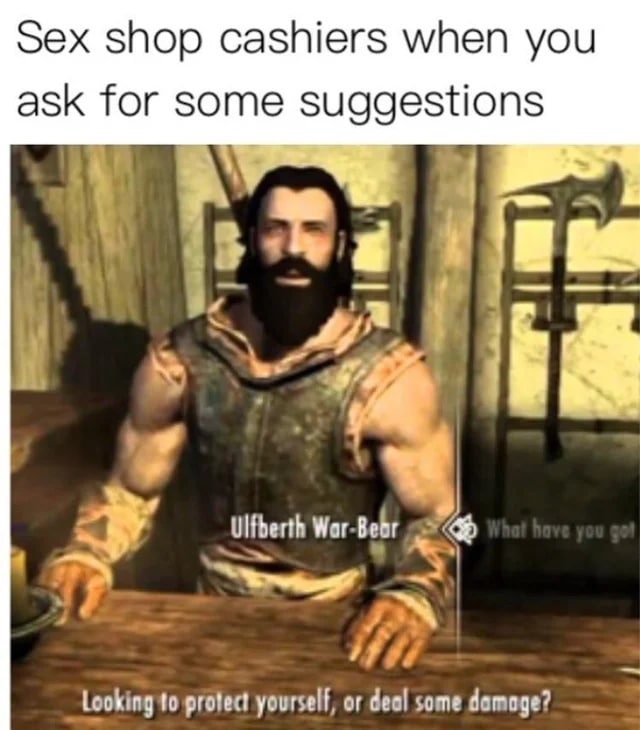 Sex shop cashiers when you
ask for some suggestions
Ulfberth War-Bear
What have you got
Looking to protect yourself, or deal some damage?